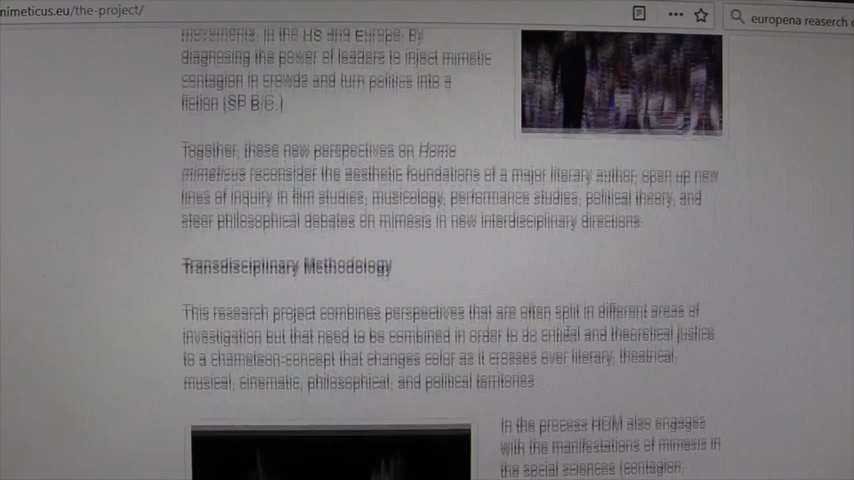 nimeticus.eu/the-project/
europena reaserch c
movements, in the US and Europe. By
diagnosing the power of leaders to inject mimetic
contagion in crowds and turn politics into a
fiction (SP B/C.)
Together, these new perspectives on Homo
mimeticus reconsider the aesthetic foundations of a major literary author, open up new
lines of inquiry in film studies, musicology, performance studies, political theory, and
steer philosophical debates on mimesis in new interdisciplinary directions.
Transdisciplinary Methodology
This research project combines perspectives that are often split in different areas of
investigation but that need to be combined in order to do critical and theoretical justice
to a chameleon-concept that changes color as it crosses over literary, theatrical,
musical, cinematic, philosophical, and political territories.
In the process HOM also engages
with the manifestations of mimesis in
the social sciences (contagion,